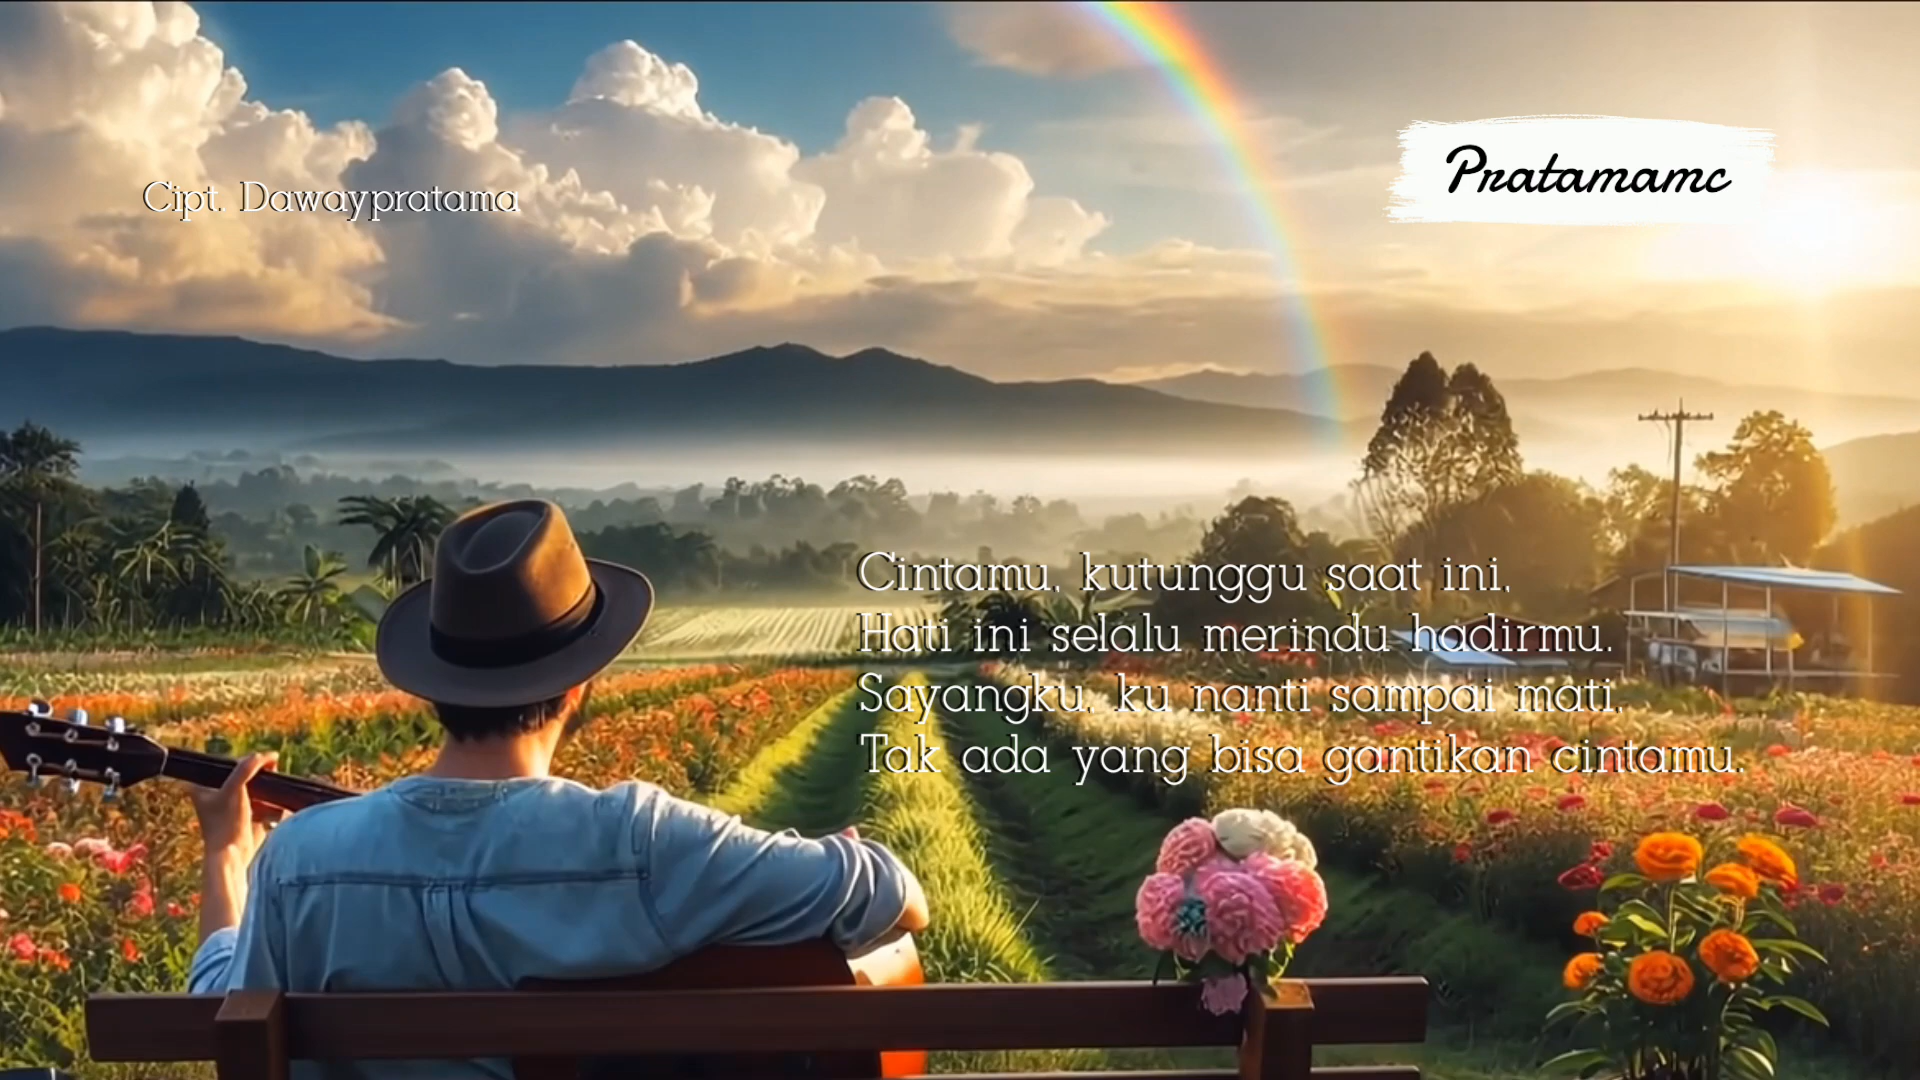 Cipt. Dawaypratama
Pratamamc
Cintamu, kutunggu saat ini,
Hati ini selalu merindu hadirmu.
Sayangku, ku nanti sampai mati,
Tak ada yang bisa gantikan cintamu.